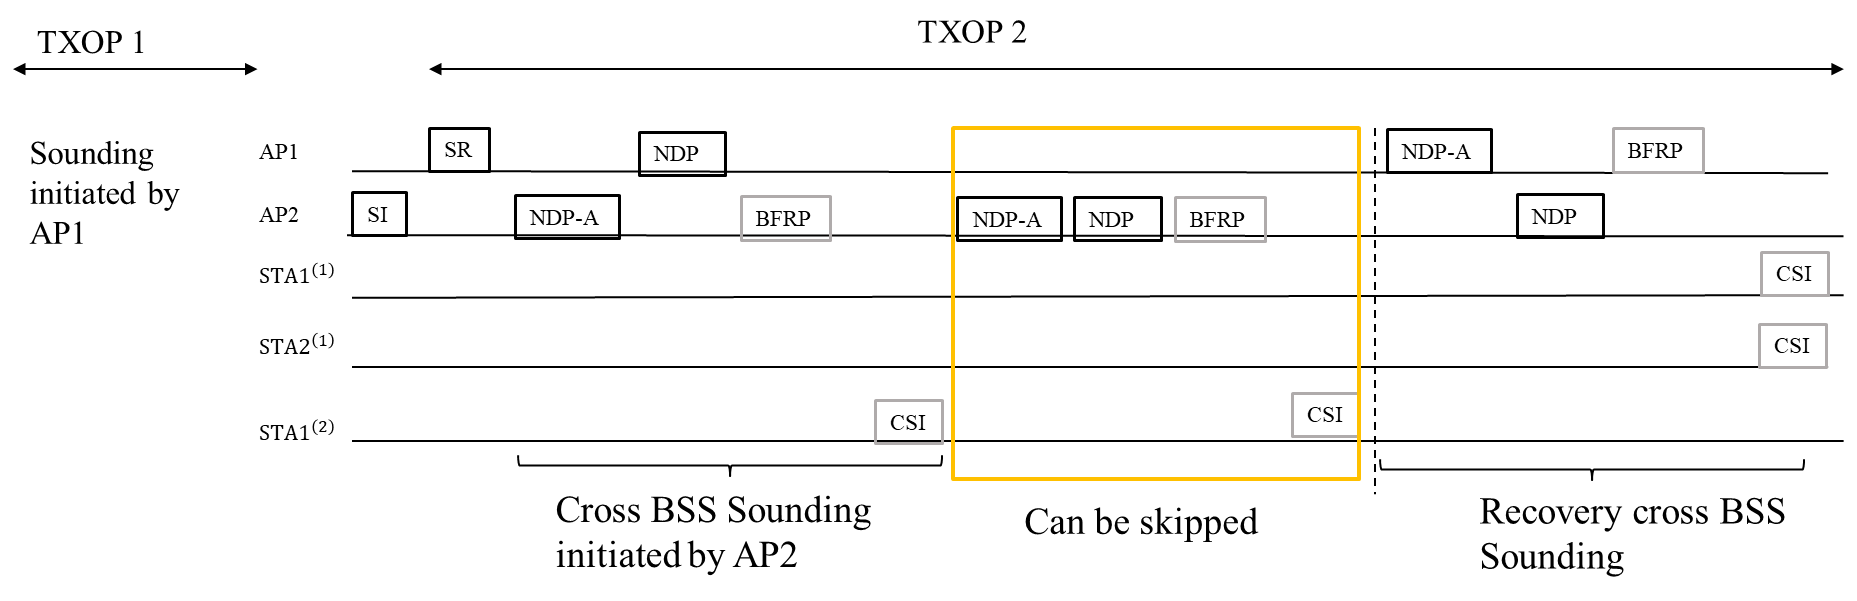 TXOP 1
TXOP 2
Sounding
initiated by
AP1
AP1
SR
NDP
NDP-A
BFRP
AP2
SI
NDP-A
BFRP
NDP-A
NDP
BFRP
NDP
STA1⁽¹⁾
CSI
STA2⁽¹⁾
CSI
STA1⁽²⁾
CSI
CSI
Cross BSS Sounding
initiated by AP2
Can be skipped
Recovery cross BSS
Sounding